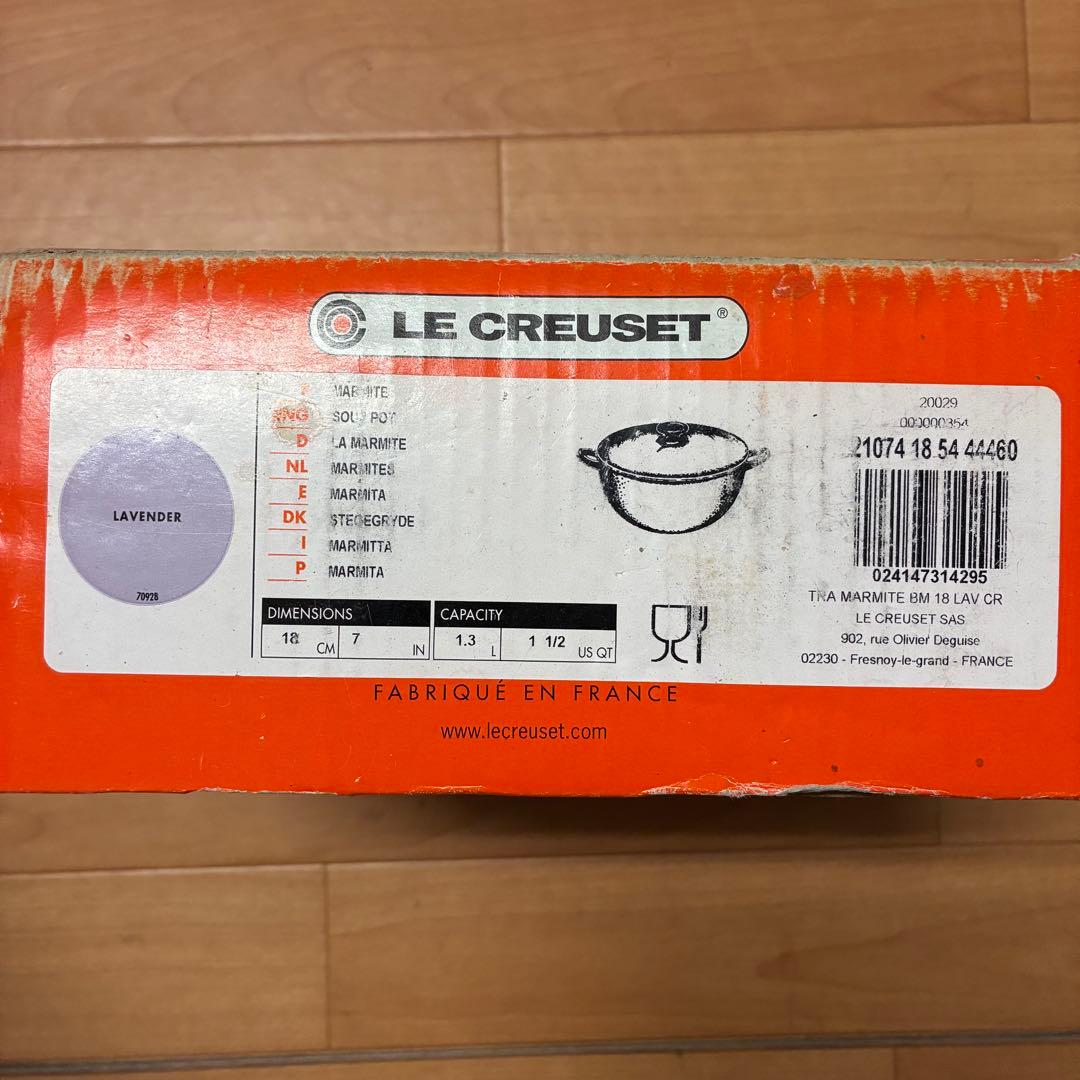 LE CREUSET®
LAVENDER
70928
F MARMITE
ENG SOUP POT
D LA MARMITE
NL MARMITES
E MARMITA
DK STEGEGRYDE
I MARMITTA
P MARMITA
DIMENSIONS CAPACITY
18 CM 7 IN 1.3 L 1 1/2 US QT
20029
000000354
21074 18 54 44460
024147314295
TRA MARMITE BM 18 LAV CR
LE CREUSET SAS
902, rue Olivier Deguise
02230 - Fresnoy-le-grand - FRANCE
FABRIQUÉ EN FRANCE
www.lecreuset.com